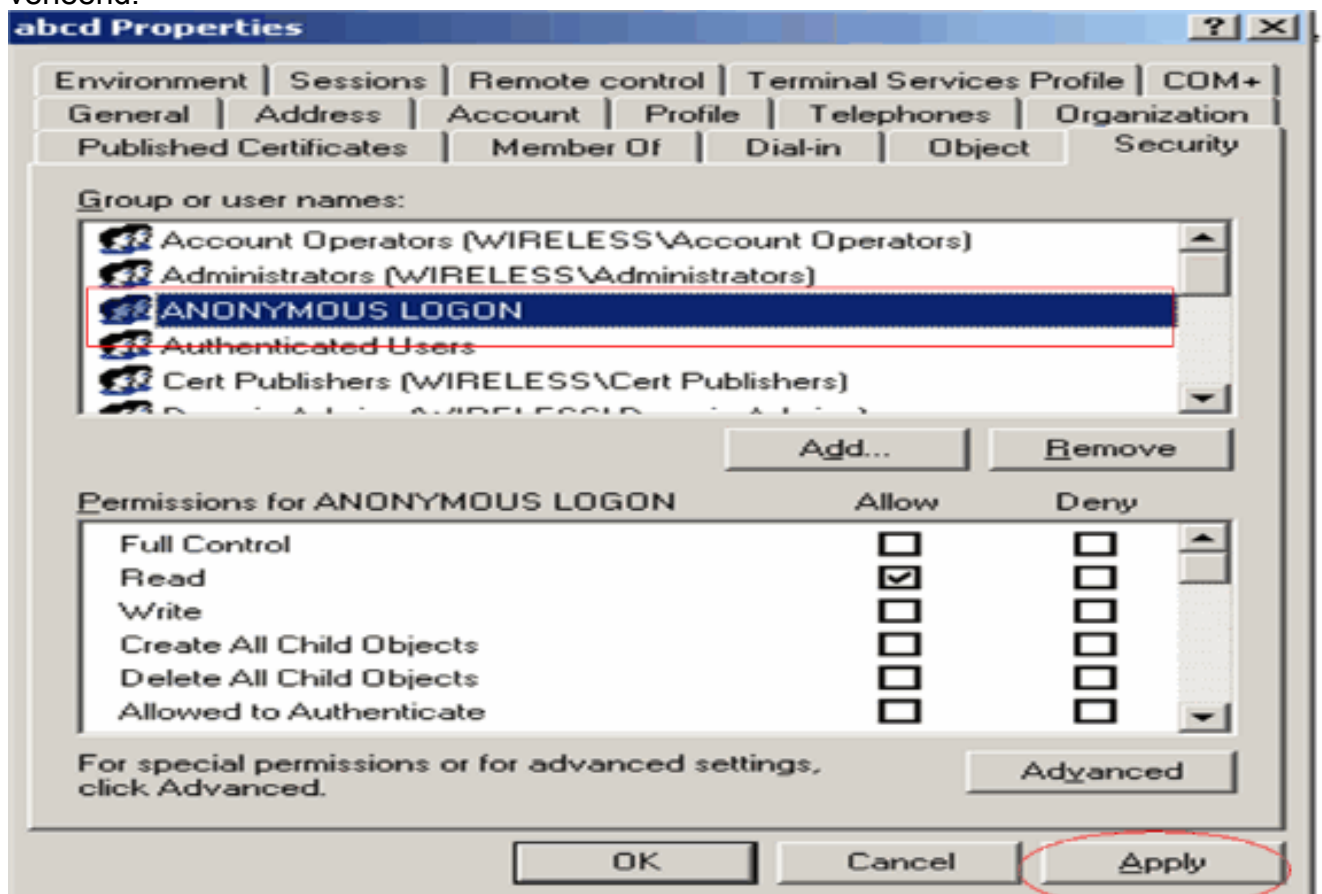 abcd Properties
Environment Sessions Remote control Terminal Services Profile COM+
General Address Account Profile Telephones Organization
Published Certificates Member Of Dial-in Object Security
Group or user names:
Account Operators (WIRELESS\Account Operators)
Administrators (WIRELESS\Administrators)
ANONYMOUS LOGON
Authenticated Users
Cert Publishers (WIRELESS\Cert Publishers)
Add... Remove
Permissions for ANONYMOUS LOGON Allow Deny
Full Control
Read
Write
Create All Child Objects
Delete All Child Objects
Allowed to Authenticate
For special permissions or for advanced settings,
click Advanced.
Advanced
OK Cancel Apply